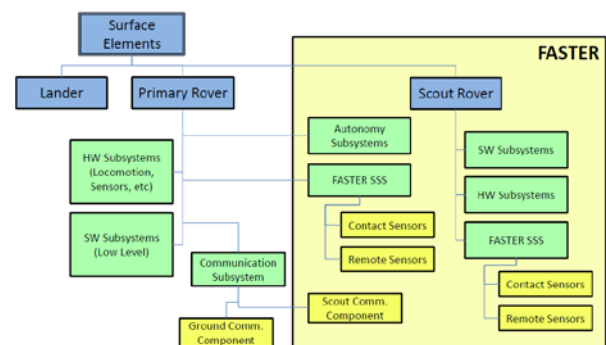 Surface
Elements
FASTER
Lander
Primary Rover
Scout Rover
HW Subsystems
(Locomotion,
Sensors, etc)
SW Subsystems
(Low Level)
Communication
Subsystem
Ground Comm.
Component
Autonomy
Subsystems
FASTER SSS
Contact Sensors
Remote Sensors
Scout Comm.
Component
SW Subsystems
HW Subsystems
FASTER SSS
Contact Sensors
Remote Sensors